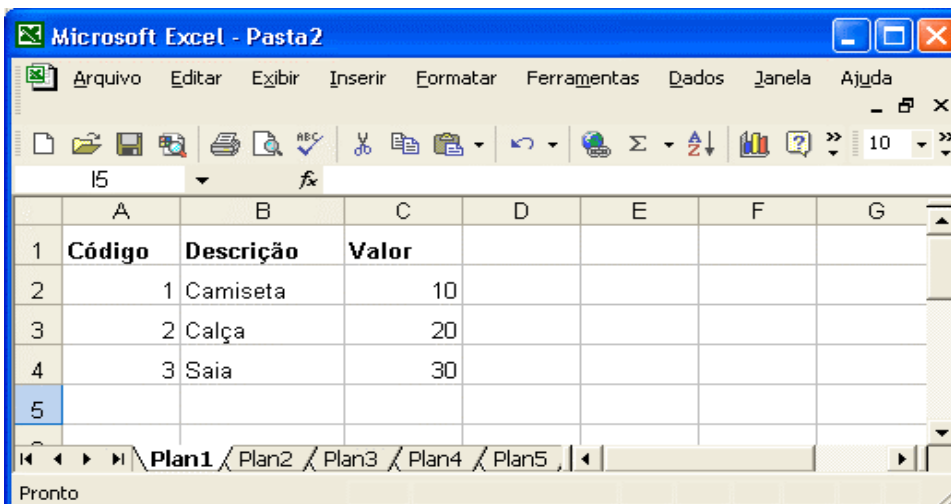 Microsoft Excel - Pasta2
Arquivo Editar Exibir Inserir Formatar Ferramentas Dados Janela Ajuda
ABC Σ A Z ? 10
I5 fx
A B C D E F G
1 Código Descrição Valor
2 1 Camiseta 10
3 2 Calça 20
4 3 Saia 30
5
Plan1 Plan2 Plan3 Plan4 Plan5
Pronto